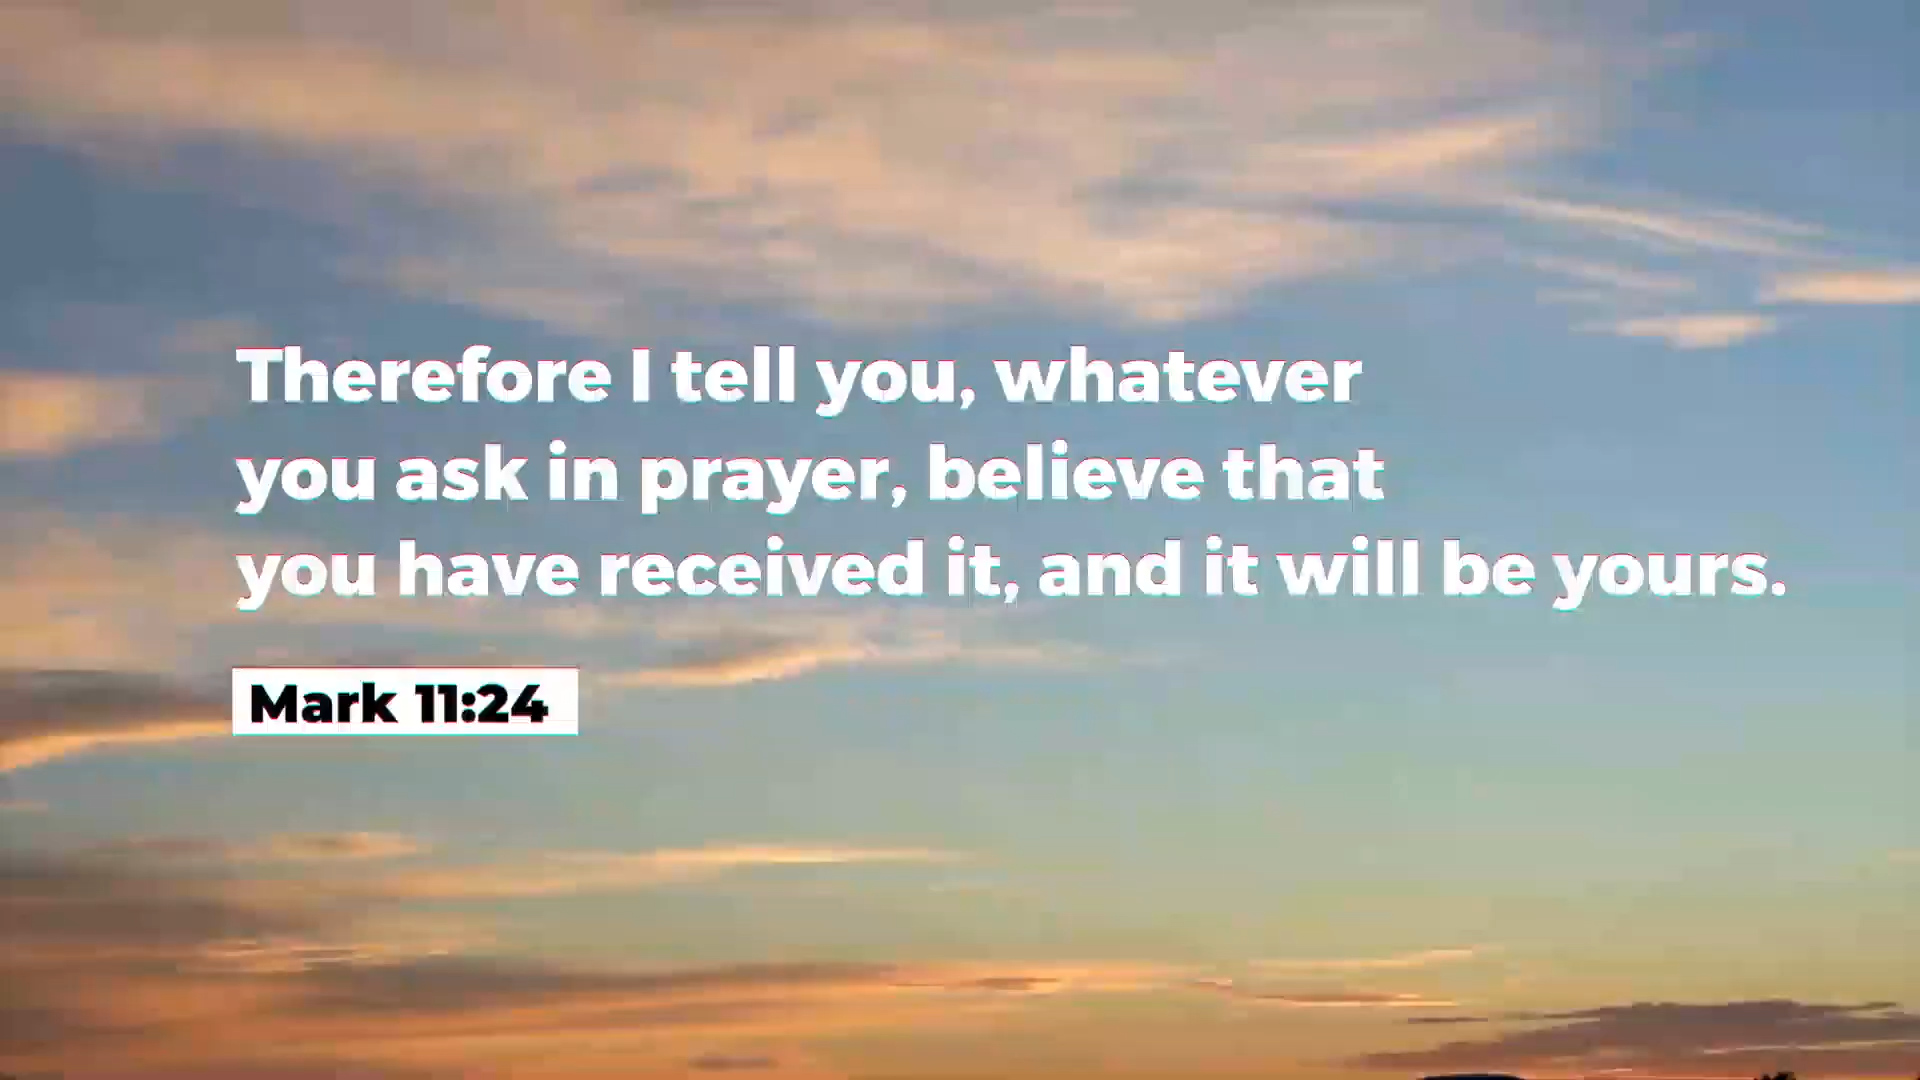 Therefore I tell you, whatever
you ask in prayer, believe that
you have received it, and it will be yours.
Mark 11:24